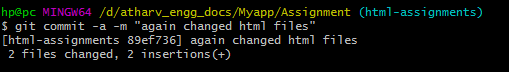 hp@pc MINGW64 /d/atharv_engg_docs/Myapp/Assignment (html-assignments)
$ git commit -a -m "again changed html files"
[html-assignments 89ef736] again changed html files
 2 files changed, 2 insertions(+)